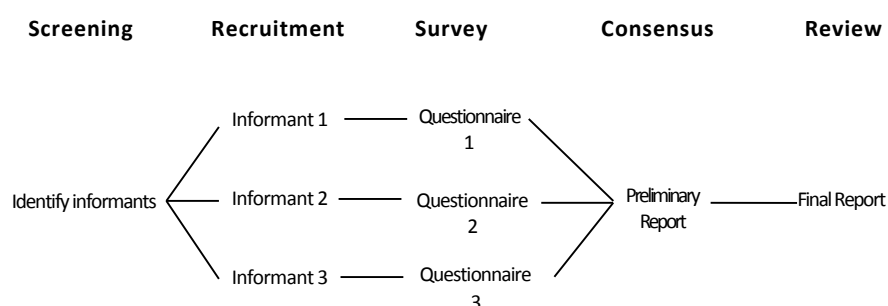 Screening Recruitment Survey Consensus Review
Informant 1
Questionnaire
1
Identify informants
Informant 2
Questionnaire
2
Preliminary
Report
Final Report
Informant 3
Questionnaire
3